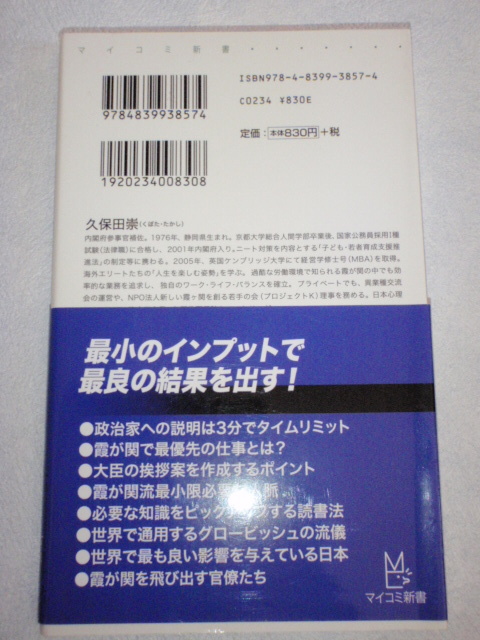 マイコミ新書
ISBN978-4-8399-3857-4
C0234 ¥830E
9784839938574
定価：本体830円+税
1920234008308
久保田崇(くぼた・たかし)
内閣府参事官補佐。1976年、静岡県生まれ。京都大学総合人間学部卒業後、国家公務員採用I種
試験(法律職)に合格し、2001年内閣府入り。ニート対策を内容とする「子ども・若者育成支援推
進法」の制定等に携わる。2005年、英国ケンブリッジ大学にて経営学修士号(MBA)を取得。
海外エリートたちの「人生を楽しむ姿勢」を学ぶ。過酷な労働環境で知られる霞が関の中でも効
率的な業務を追求し、独自のワーク・ライフ・バランスを確立。プライベートでも、異業種交流
会の運営や、NPO法人新しい霞ヶ関を創る若手の会(プロジェクトK)理事を務める。日本心理
最小のインプットで
最良の結果を出す！
●政治家への説明は3分でタイムリミット
●霞が関で最優先の仕事とは？
●大臣の挨拶案を作成するポイント
●霞が関流最小限必要 脈
●必要な知識をピックアップする読書法
●世界で通用するグロービッシュの流儀
●世界で最も良い影響を与えている日本
●霞が関を飛び出す官僚たち
マイコミ新書